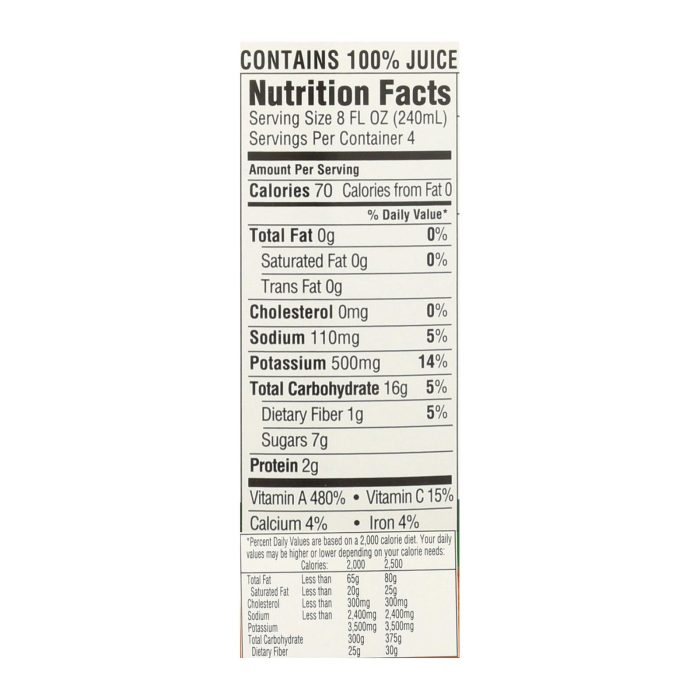 CONTAINS 100% JUICE
Nutrition Facts
Serving Size 8 FL OZ (240mL)
Servings Per Container 4
Amount Per Serving
Calories 70 Calories from Fat 0
% Daily Value*
Total Fat 0g 0%
Saturated Fat 0g 0%
Trans Fat 0g
Cholesterol 0mg 0%
Sodium 110mg 5%
Potassium 500mg 14%
Total Carbohydrate 16g 5%
Dietary Fiber 1g 5%
Sugars 7g
Protein 2g
Vitamin A 480% • Vitamin C 15%
Calcium 4% • Iron 4%
*Percent Daily Values are based on a 2,000 calorie diet. Your daily
values may be higher or lower depending on your calorie needs:
Calories: 2,000 2,500
Total Fat Less than 65g 80g
Saturated Fat Less than 20g 25g
Cholesterol Less than 300mg 300mg
Sodium Less than 2,400mg 2,400mg
Potassium 3,500mg 3,500mg
Total Carbohydrate 300g 375g
Dietary Fiber 25g 30g